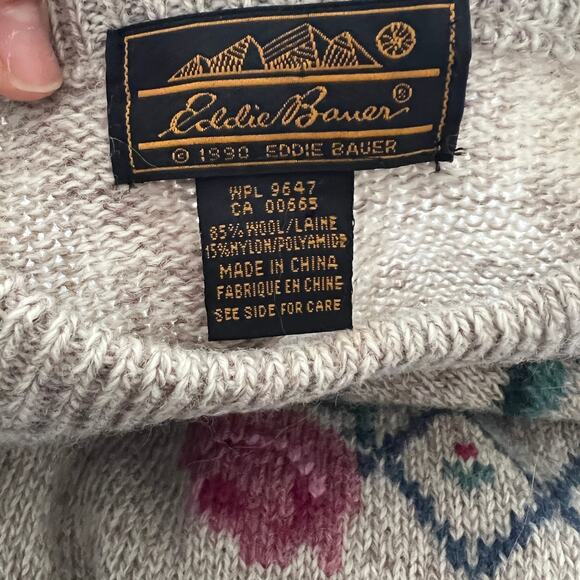 Eddie Bauer®
© 1990 EDDIE BAUER
WPL 9647
CA 00665
85% WOOL/LAINE
15%NYLON/POLYAMIDE
MADE IN CHINA
FABRIQUE EN CHINE
SEE SIDE FOR CARE